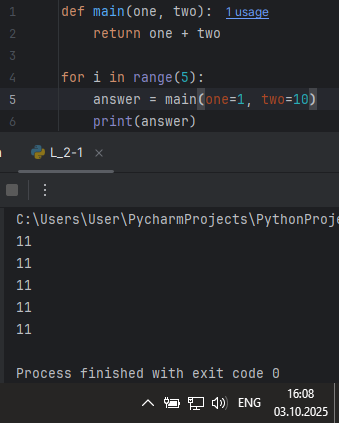 1 def main(one, two): 1 usage
2 return one + two
3
4 for i in range(5):
5 answer = main(one=1, two=10)
6 print(answer)
L_2-1 ×
C:\Users\User\PycharmProjects\PythonProje
11
11
11
11
11
Process finished with exit code 0
ENG 16:08
03.10.2025